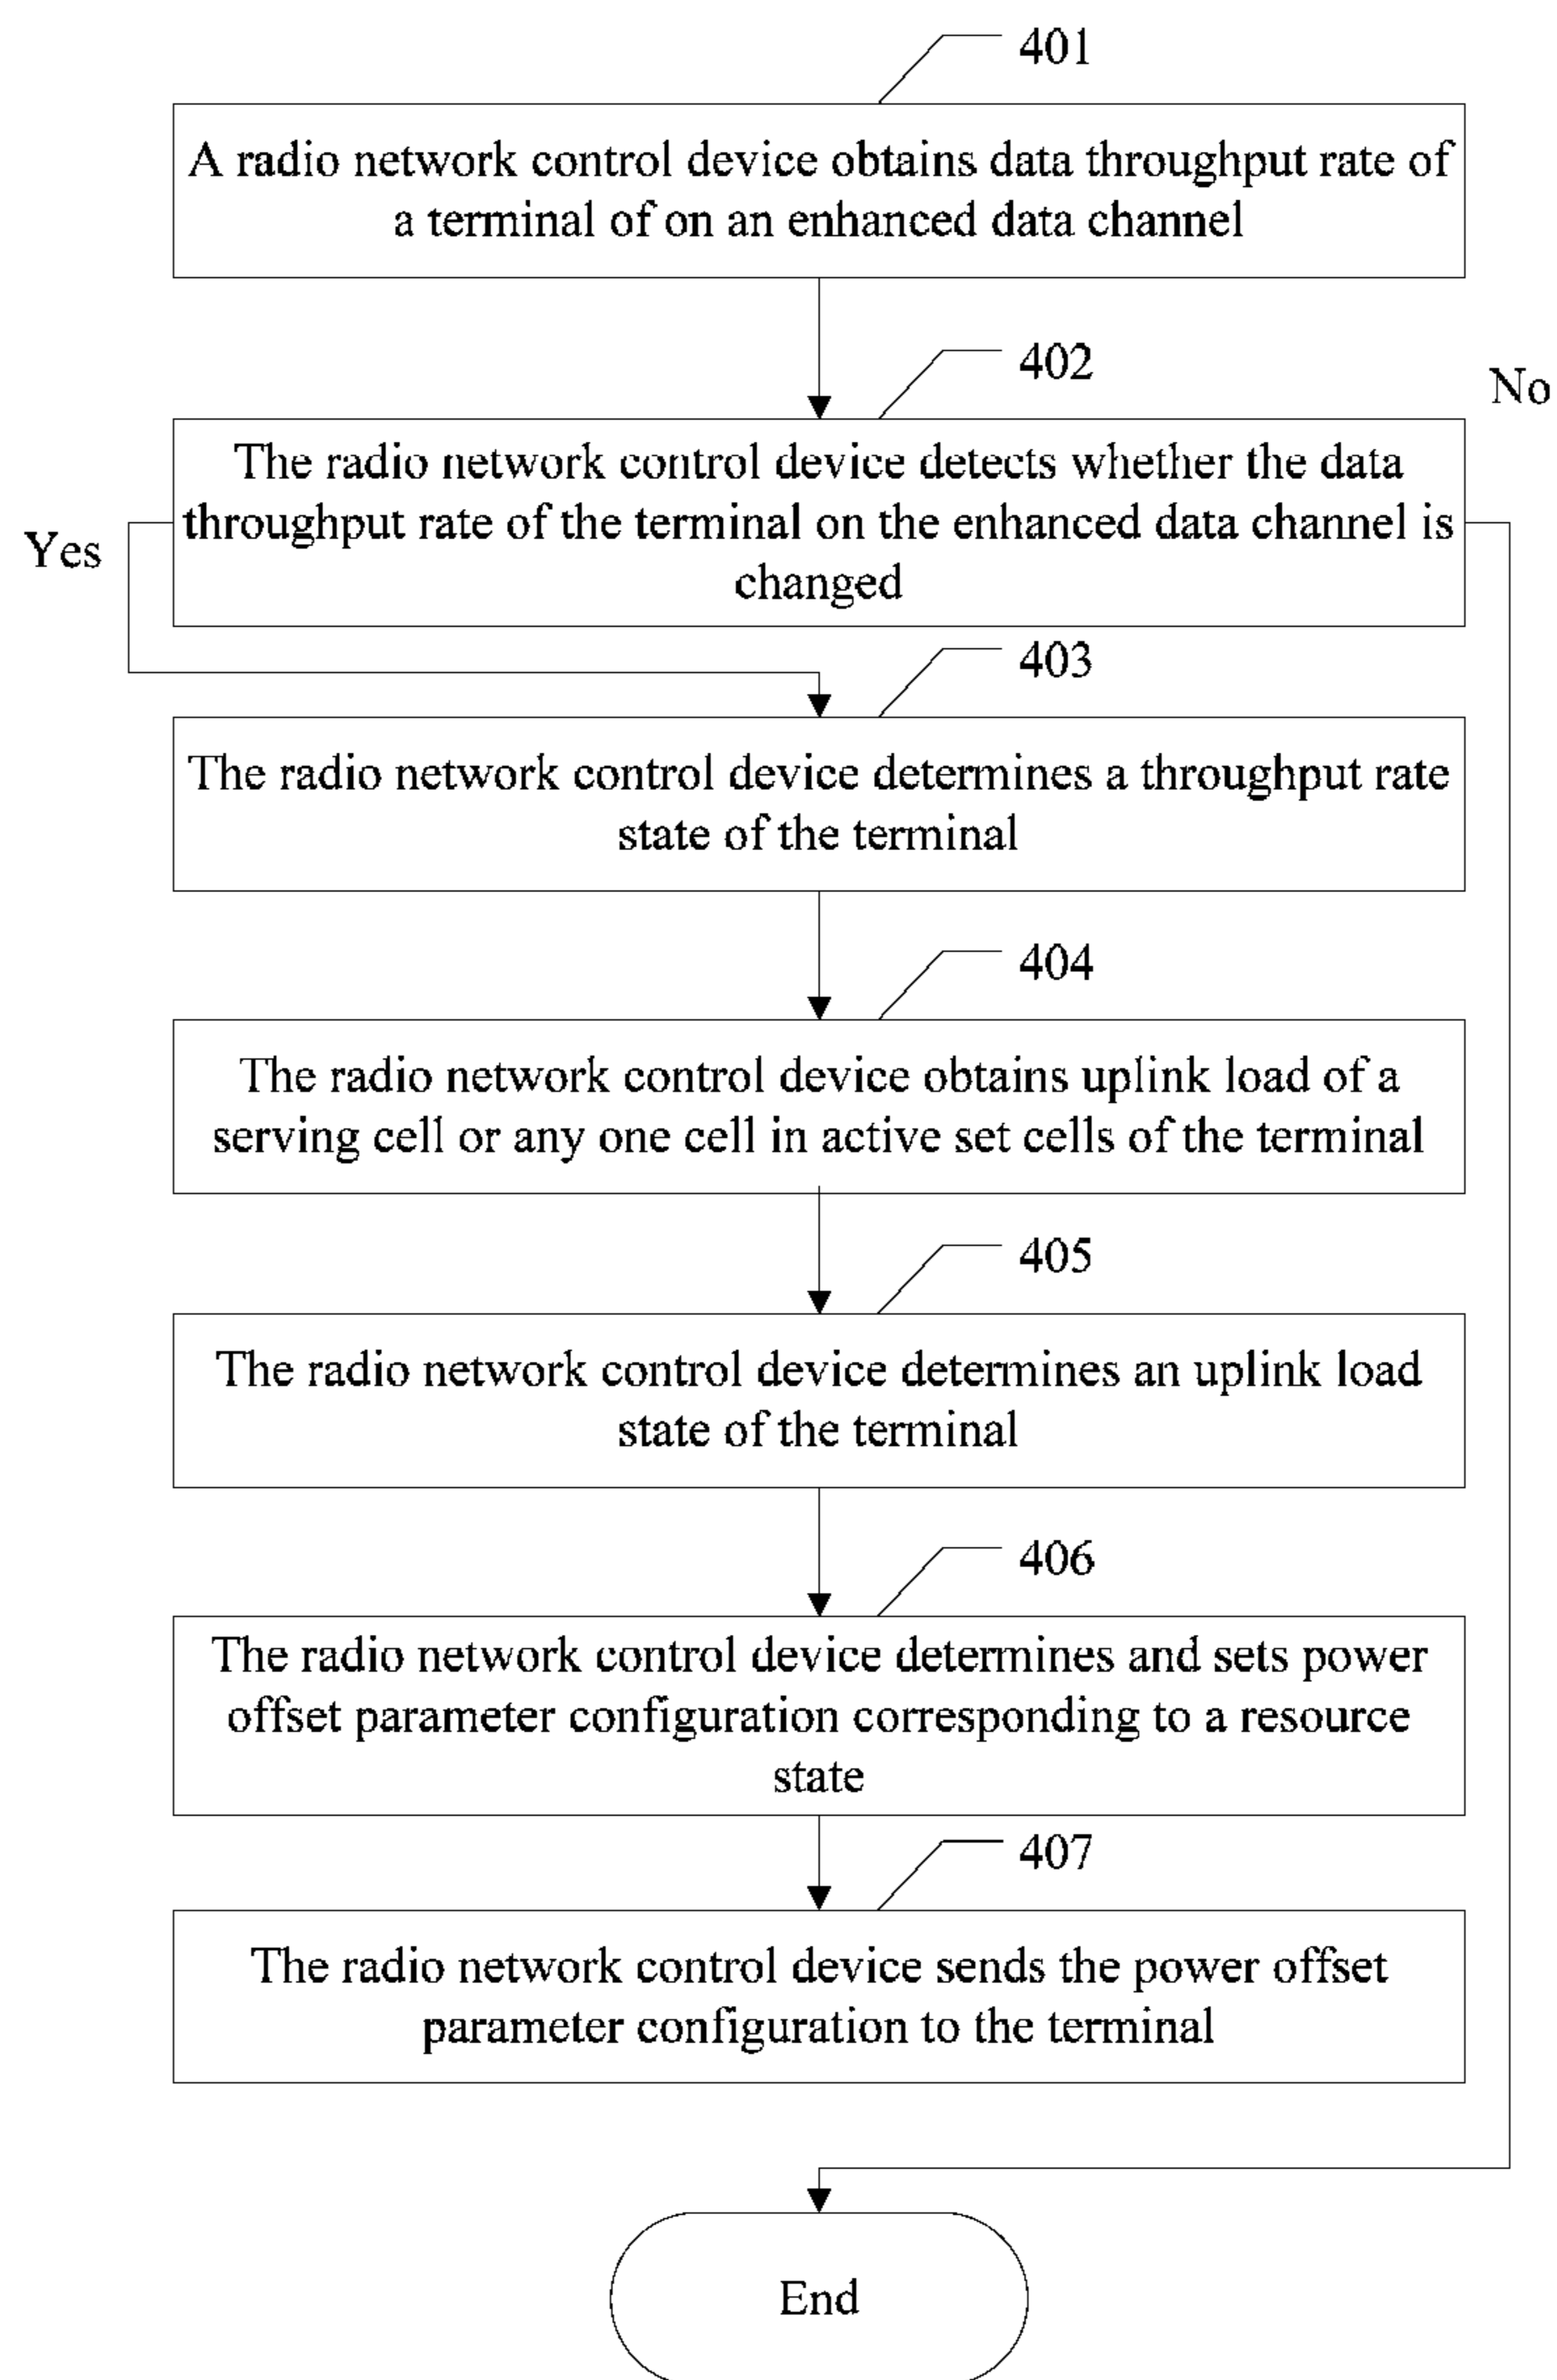 401
A radio network control device obtains data throughput rate of
a terminal of on an enhanced data channel
402
No
The radio network control device detects whether the data
throughput rate of the terminal on the enhanced data channel is
changed
Yes
403
The radio network control device determines a throughput rate
state of the terminal
404
The radio network control device obtains uplink load of a
serving cell or any one cell in active set cells of the terminal
405
The radio network control device determines an uplink load
state of the terminal
406
The radio network control device determines and sets power
offset parameter configuration corresponding to a resource
state
407
The radio network control device sends the power offset
parameter configuration to the terminal
End